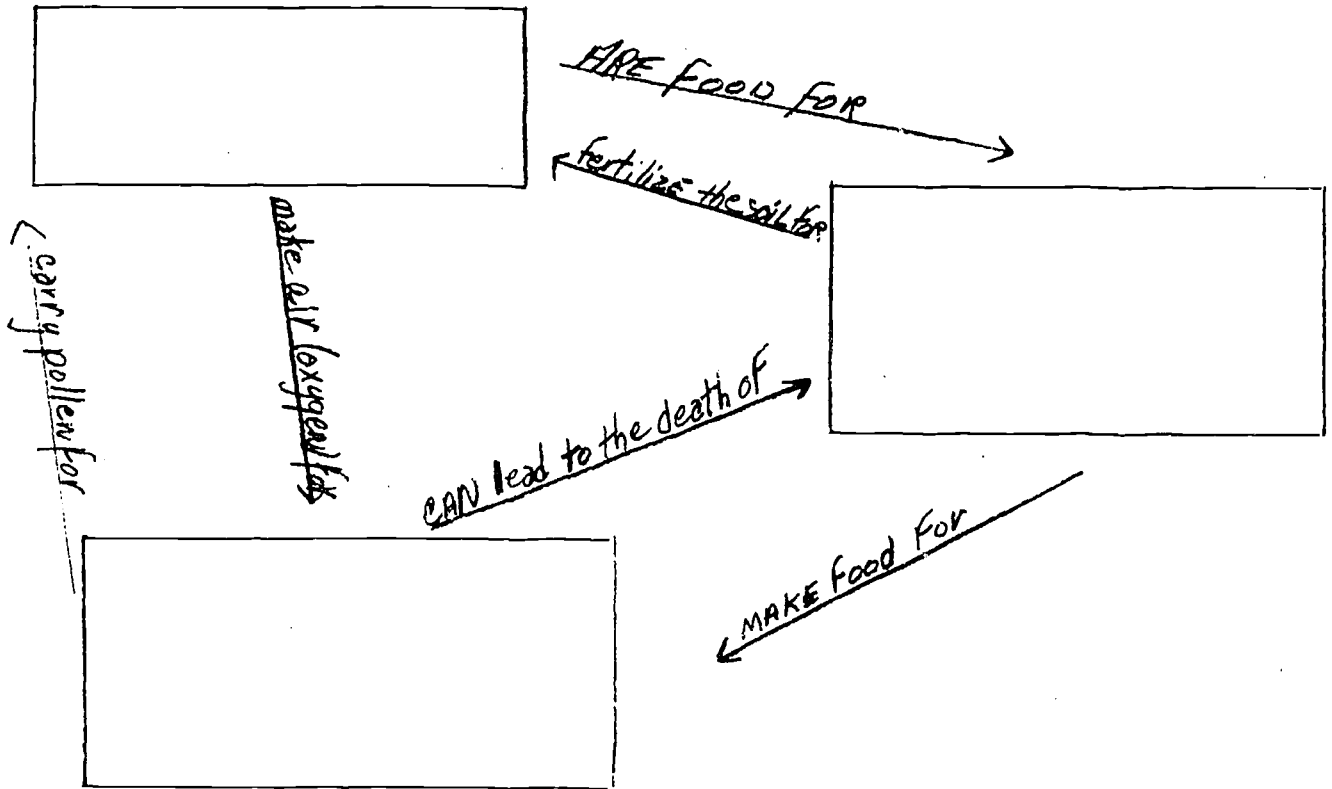 ARE FOOD FOR
fertilize the soil for
make air (oxygen) for
carry pollen for
CAN lead to the death of
MAKE Food For